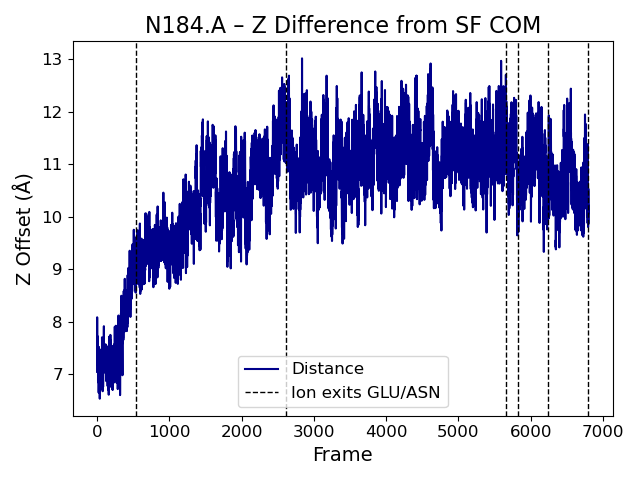 N184.A – Z Difference from SF COM
13
12
11
10
9
8
7
Z Offset (Å)
Distance
Ion exits GLU/ASN
0 1000 2000 3000 4000 5000 6000 7000
Frame